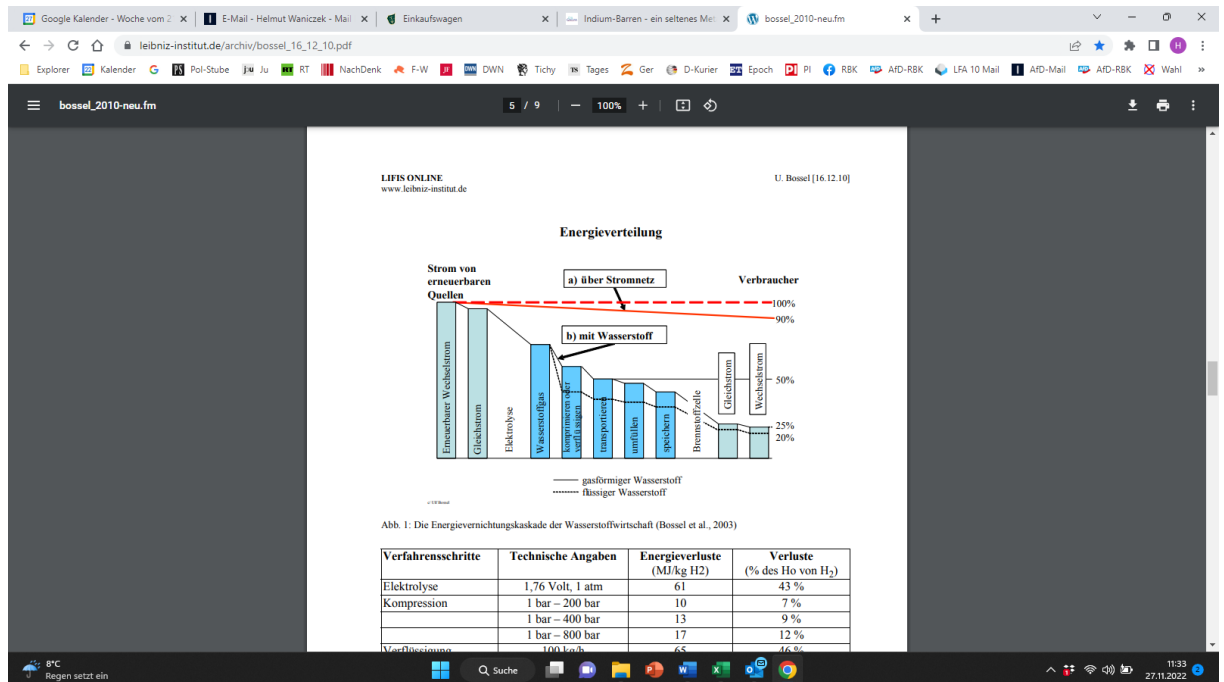 Google Kalender - Woche vom 2
E-Mail - Helmut Waniczek - Mail
Einkaufswagen
Indium-Barren - ein seltenes Met
bossel_2010-neu.fm
leibniz-institut.de/archiv/bossel_16_12_10.pdf
Explorer Kalender Pol-Stube Ju RT NachDenk F-W DWN Tichy Tages Ger D-Kurier Epoch PI RBK AfD-RBK LFA 10 Mail AfD-Mail AfD-RBK Wahl »
bossel_2010-neu.fm 5 / 9 100%
LIFIS ONLINE U. Bossel [16.12.10]
www.leibniz-institut.de
Energieverteilung
Strom von
erneuerbaren
Quellen
a) über Stromnetz
Verbraucher
100%
90%
b) mit Wasserstoff
50%
25%
20%
Erneuerbarer Wechselstrom
Gleichstrom
Elektrolyse
Wasserstoffgas
komprimieren oder
verflüssigen
transportieren
umfüllen
speichern
Brennstoffzelle
Gleichstrom
Wechselstrom
gasförmiger Wasserstoff
flüssiger Wasserstoff
Abb. 1: Die Energievernichtungskaskade der Wasserstoffwirtschaft (Bossel et al., 2003)
Verfahrensschritte Technische Angaben Energieverluste Verluste
(MJ/kg H2) (% des Ho von H₂)
Elektrolyse 1,76 Volt, 1 atm 61 43 %
Kompression 1 bar – 200 bar 10 7 %
1 bar – 400 bar 13 9 %
1 bar – 800 bar 17 12 %
Verflüssigung 100 kg/h 65 46 %
8°C
Regen setzt ein
Suche
11:33
27.11.2022